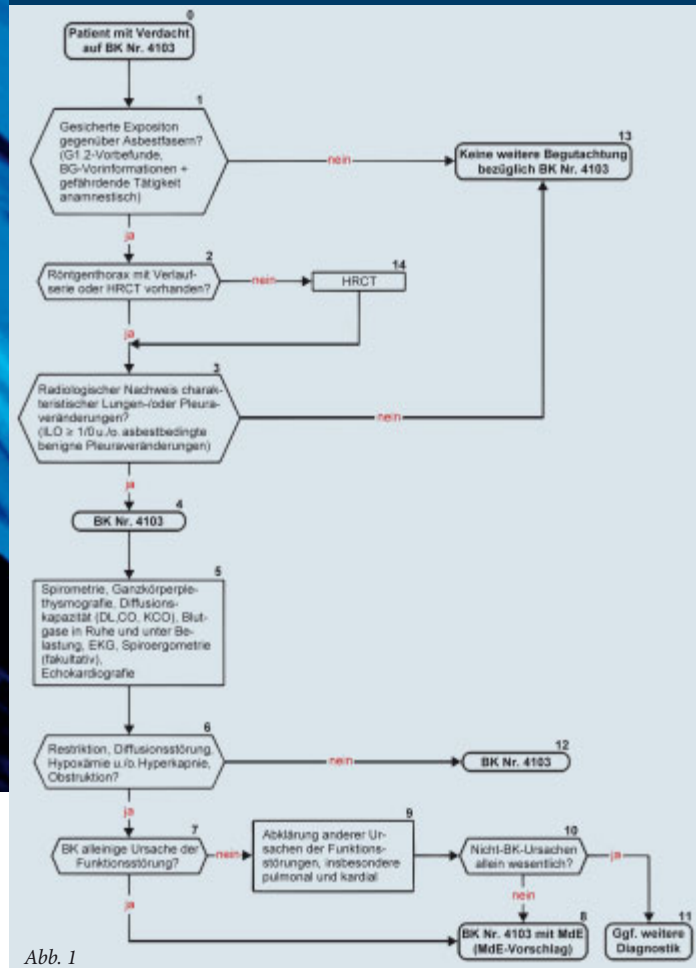 0
Patient mit Verdacht
auf BK Nr. 4103
1
Gesicherte Expositon
gegenüber Asbestfasern?
(G1.2-Vorbefunde,
BG-Vorinformationen +
gefährdende Tätigkeit
anamnestisch)
nein
13
Keine weitere Begutachtung
bezüglich BK Nr. 4103
ja
2
Röntgenthorax mit Verlauf-
serie oder HRCT vorhanden?
nein
14
HRCT
ja
3
Radiologischer Nachweis charak-
teristischer Lungen-/oder Pleura-
veränderungen?
(ILO ≥ 1/0 u./o. asbestbedingte
benigne Pleuraveränderungen)
nein
ja
4
BK Nr. 4103
5
Spirometrie, Ganzkörperple-
thysmografie, Diffusions-
kapazität (DL,CO, KCO), Blut-
gase in Ruhe und unter Be-
lastung, EKG, Spiroergometrie
(fakultativ),
Echokardiografie
6
Restriktion, Diffusionsstörung,
Hypoxämie u./o. Hyperkapnie,
Obstruktion?
nein
12
BK Nr. 4103
ja
7
BK alleinige Ursache der
Funktionsstörung?
nein
9
Abklärung anderer Ur-
sachen der Funktions-
störungen, insbesondere
pulmonal und kardial
10
Nicht-BK-Ursachen
allein wesentlich?
ja
ja
nein
8
BK Nr. 4103 mit MdE
(MdE-Vorschlag)
11
Ggf. weitere
Diagnostik
Abb. 1